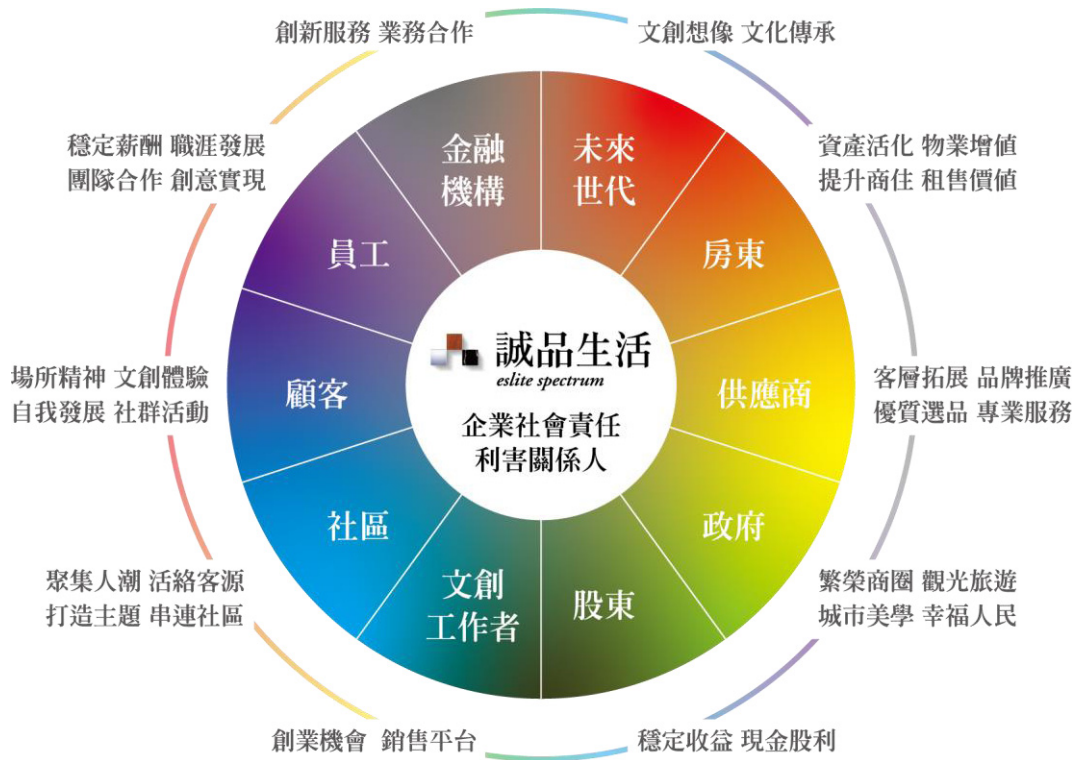 創新服務 業務合作
文創想像 文化傳承
穩定薪酬 職涯發展
團隊合作 創意實現
資產活化 物業增值
提升商住 租售價值
金融
機構
未來
世代
員工
房東
誠品生活
eslite spectrum
企業社會責任
利害關係人
場所精神 文創體驗
自我發展 社群活動
顧客
供應商
客層拓展 品牌推廣
優質選品 專業服務
社區
政府
文創
工作者
股東
聚集人潮 活絡客源
打造主題 串連社區
繁榮商圈 觀光旅遊
城市美學 幸福人民
創業機會 銷售平台
穩定收益 現金股利